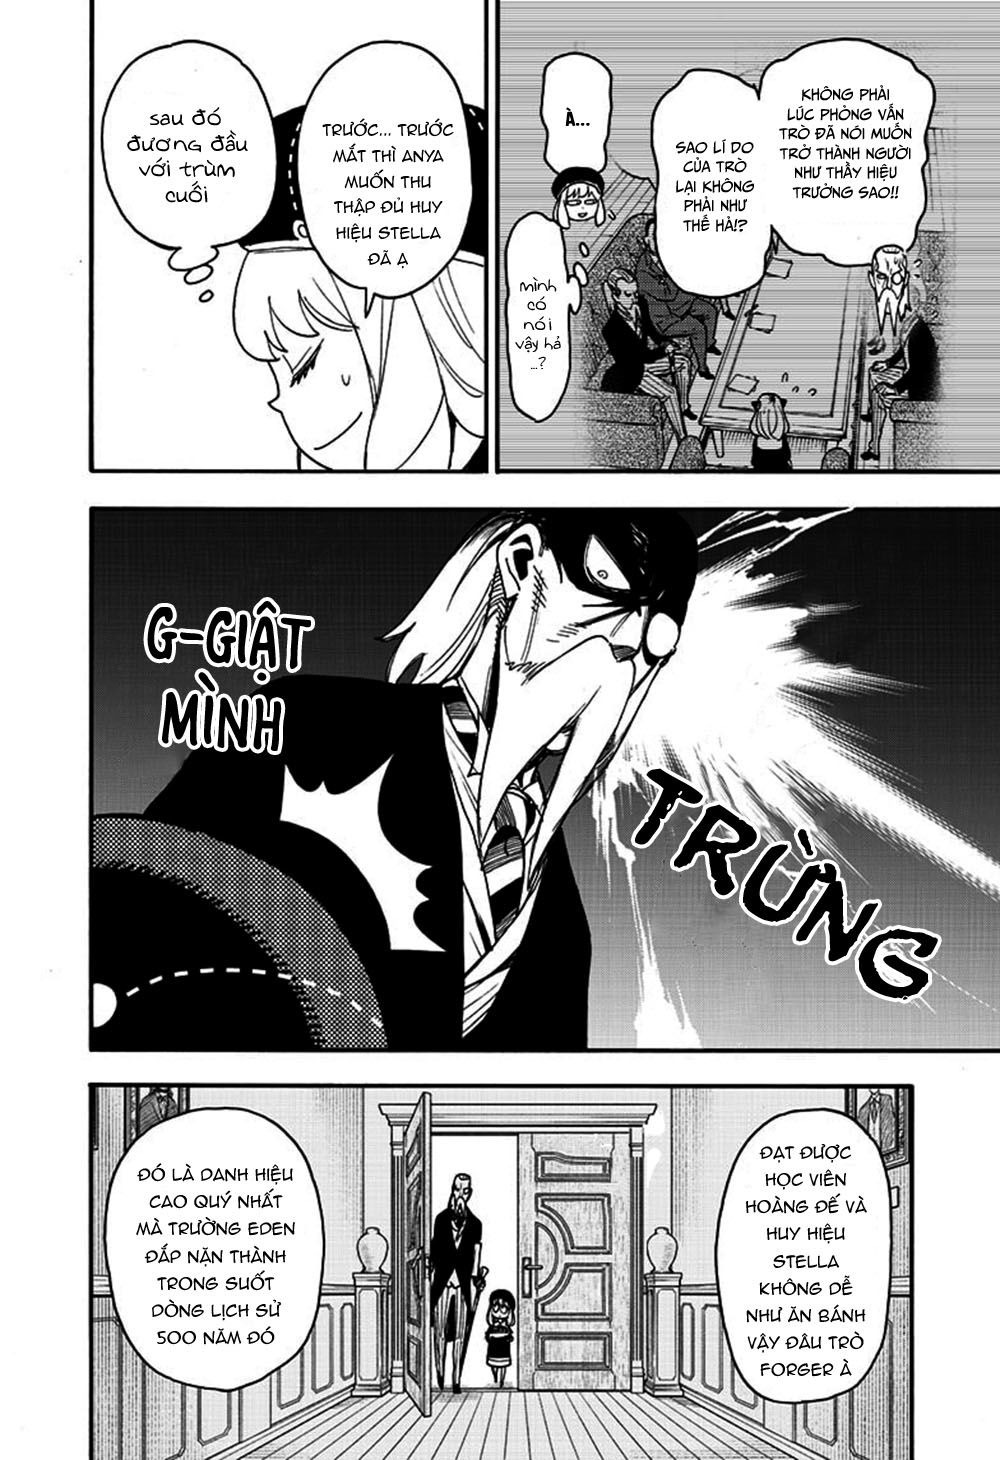 KHÔNG PHẢI
LÚC PHỎNG VẤN
TRÒ ĐÃ NÓI MUỐN
TRỞ THÀNH NGƯỜI
NHƯ THẦY HIỆU
TRƯỞNG SAO!!
SAO LÍ DO
CỦA TRÒ
LẠI KHÔNG
PHẢI NHƯ
THẾ HẢ!?
À...
mình
có
nói
vậy hả
...?
TRƯỚC... TRƯỚC
MẮT THÌ ANYA
MUỐN THU
THẬP ĐỦ HUY
HIỆU STELLA
ĐÃ Ạ
sau đó
đương đầu
với trùm
cuối
G-GIẬT
MÌNH
TRỪNG
ĐẠT ĐƯỢC
HỌC VIÊN
HOÀNG ĐẾ VÀ
HUY HIỆU
STELLA
KHÔNG DỄ
NHƯ ĂN BÁNH
VẬY ĐÂU TRÒ
FORGER À
ĐÓ LÀ DANH HIỆU
CAO QUÝ NHẤT
MÀ TRƯỜNG EDEN
ĐẮP NẶN THÀNH
TRONG SUỐT
DÒNG LỊCH SỬ
500 NĂM ĐÓ